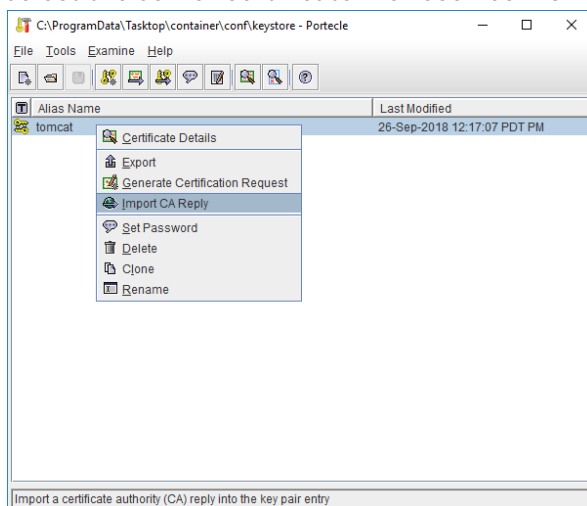 C:\ProgramData\Tasktop\container\conf\keystore - Portecle
File Tools Examine Help
Alias Name Last Modified
tomcat 26-Sep-2018 12:17:07 PDT PM
Certificate Details
Export
Generate Certification Request
Import CA Reply
Set Password
Delete
Clone
Rename
Import a certificate authority (CA) reply into the key pair entry